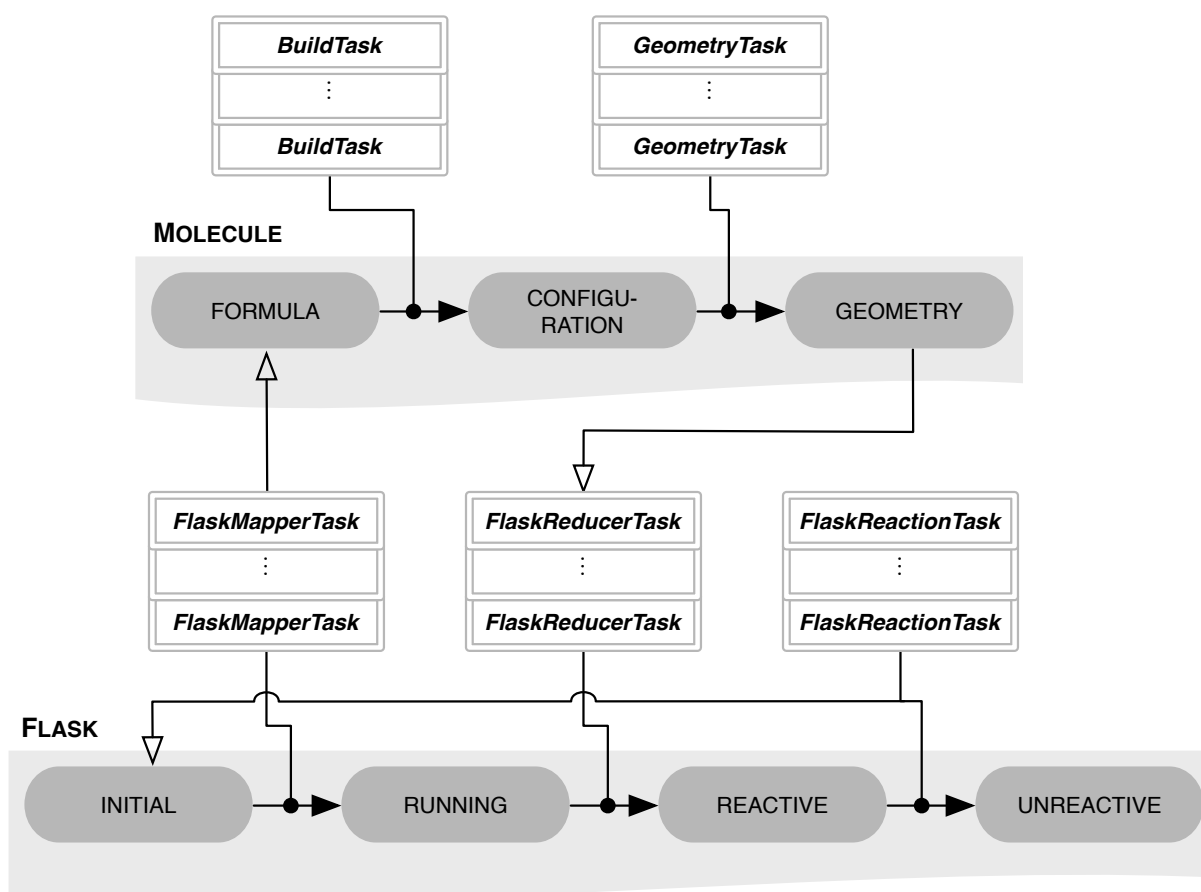 BuildTask
⋮
BuildTask
GeometryTask
⋮
GeometryTask
MOLECULE
FORMULA
CONFIGU-
RATION
GEOMETRY
FlaskMapperTask
⋮
FlaskMapperTask
FlaskReducerTask
⋮
FlaskReducerTask
FlaskReactionTask
⋮
FlaskReactionTask
FLASK
INITIAL
RUNNING
REACTIVE
UNREACTIVE